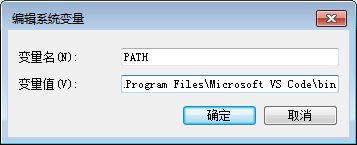 编辑系统变量
变量名(N):
PATH
变量值(V):
.Program Files\Microsoft VS Code\bin
确定
取消